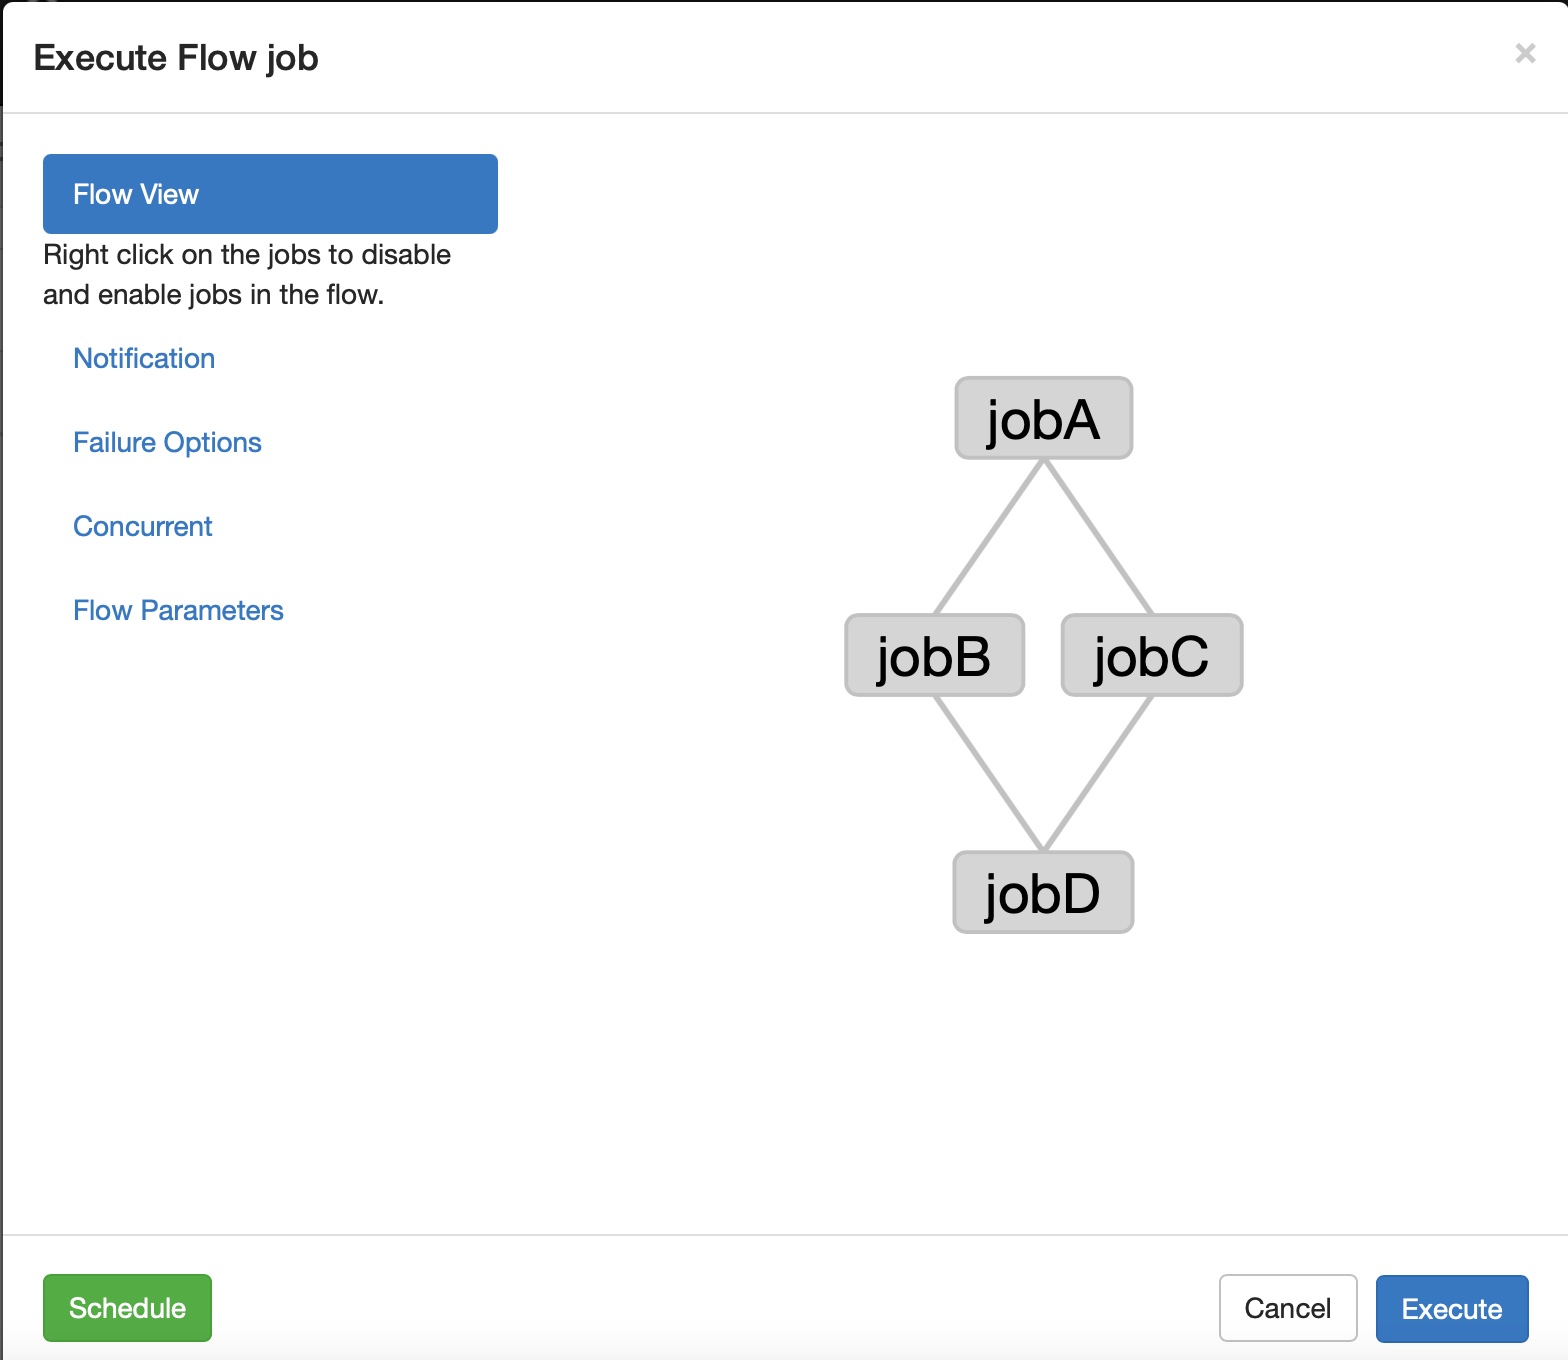 Execute Flow job
×
Flow View
Right click on the jobs to disable
and enable jobs in the flow.
Notification
Failure Options
Concurrent
Flow Parameters
jobA
jobB jobC
jobD
Schedule Cancel Execute